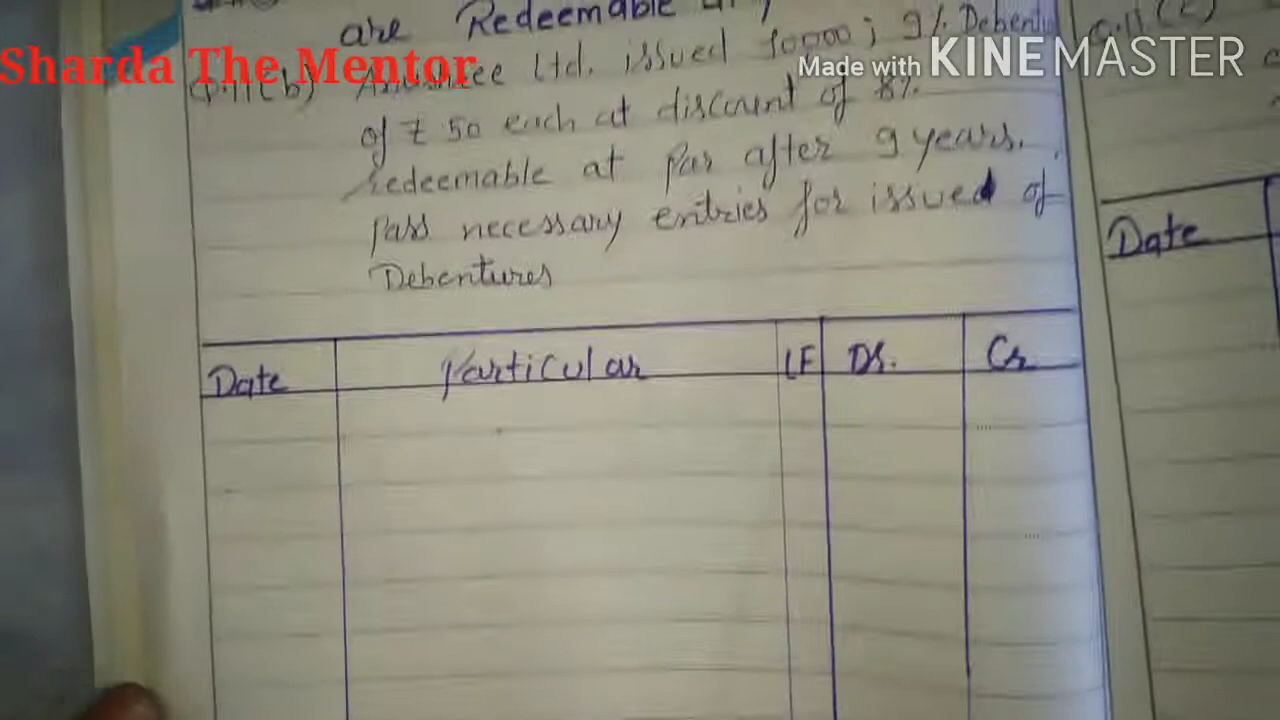 are Redeemable
Sharda The Mentor
Made with KINEMASTER
Q.11(b) Ltd. issued 10000; 9% Debentu
of ₹ 50 each at discount of 8%
redeemable at par after 9 years.
pass necessary entries for issued of
Debentures
Date Particular LF Dr. Cr
Q.11(c)
Date